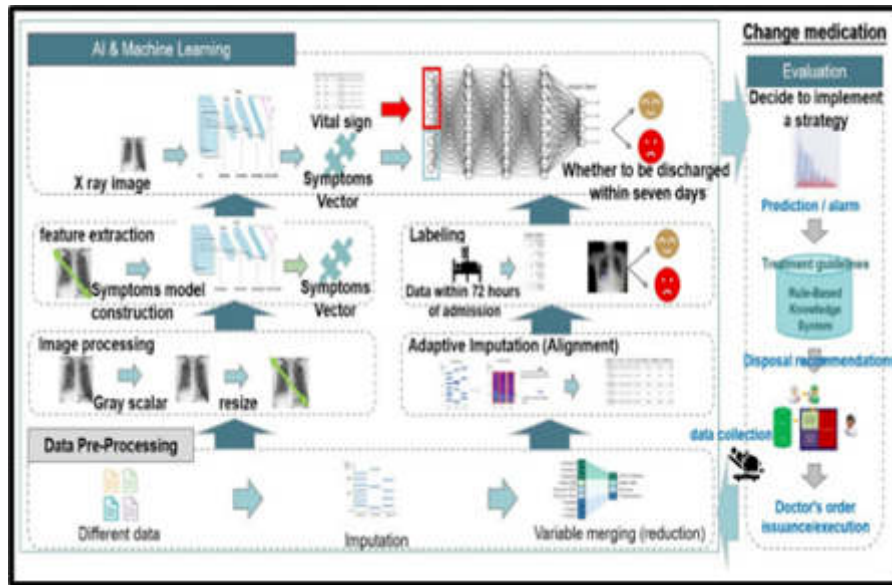 AI & Machine Learning
X ray image
Vital sign
Symptoms
Vector
Whether to be discharged
within seven days
feature extraction
Symptoms model
construction
Symptoms
Vector
Labeling
Data within 72 hours
of admission
Image processing
Gray scalar
resize
Adaptive Imputation (Alignment)
Data Pre-Processing
Different data
Imputation
Variable merging (reduction)
Change medication
Evaluation
Decide to implement
a strategy
Prediction / alarm
Treatment guidelines
Rule-Based
Knowledge
System
Disposal recommendations
data collection
Doctor's order
issuance/execution